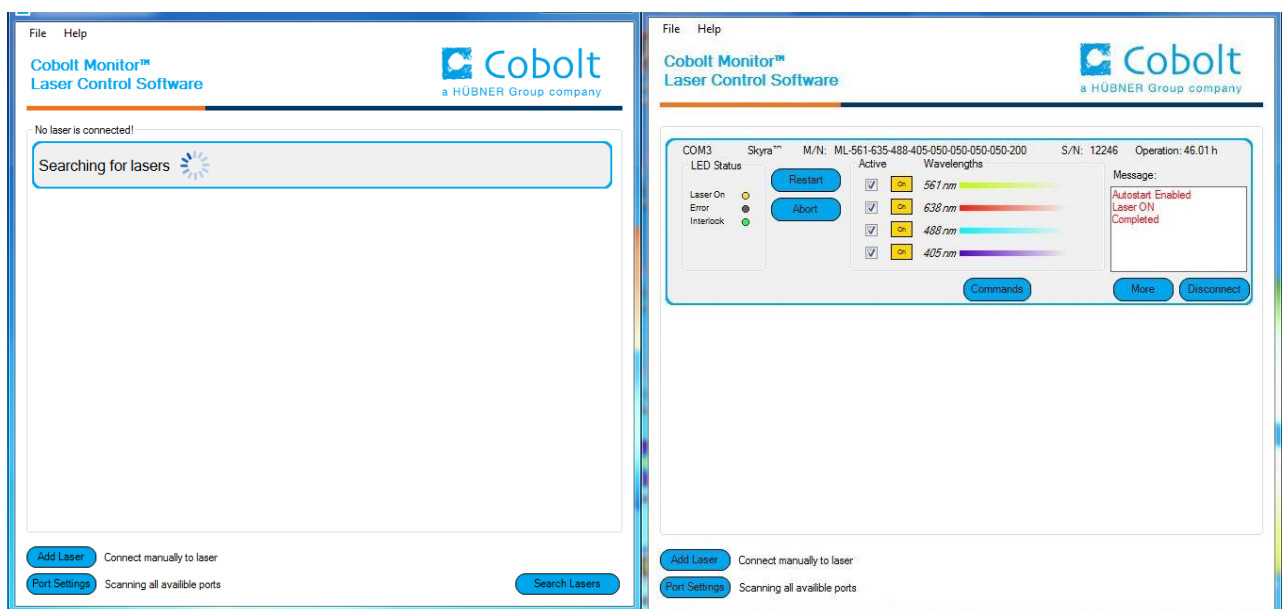 File Help
Cobolt Monitor™
Laser Control Software
Cobolt
a HÜBNER Group company
No laser is connected!
Searching for lasers
Add Laser Connect manually to laser
Port Settings Scanning all availible ports
Search Lasers
File Help
Cobolt Monitor™
Laser Control Software
Cobolt
a HÜBNER Group company
COM3 Skyra™ M/N: ML-561-635-488-405-050-050-050-050-200 S/N: 12246 Operation: 46.01 h
LED Status
Laser On
Error
Interlock
Restart
Abort
Active Wavelengths
On 561 nm
On 638 nm
On 488 nm
On 405 nm
Message:
Autostart Enabled
Laser ON
Completed
Commands
More
Disconnect
Add Laser Connect manually to laser
Port Settings Scanning all availible ports